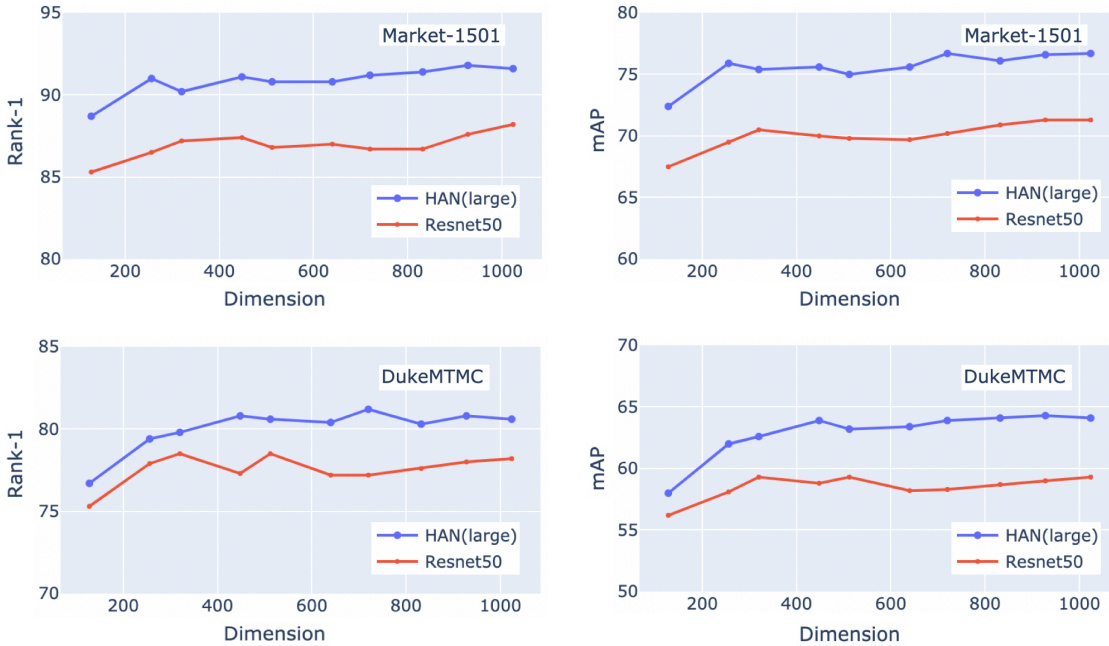 95
90
85
80
Rank-1
Market-1501
HAN(large)
Resnet50
200 400 600 800 1000
Dimension
80
75
70
65
60
mAP
Market-1501
HAN(large)
Resnet50
200 400 600 800 1000
Dimension
85
80
75
70
Rank-1
DukeMTMC
HAN(large)
Resnet50
200 400 600 800 1000
Dimension
70
65
60
55
50
mAP
DukeMTMC
HAN(large)
Resnet50
200 400 600 800 1000
Dimension